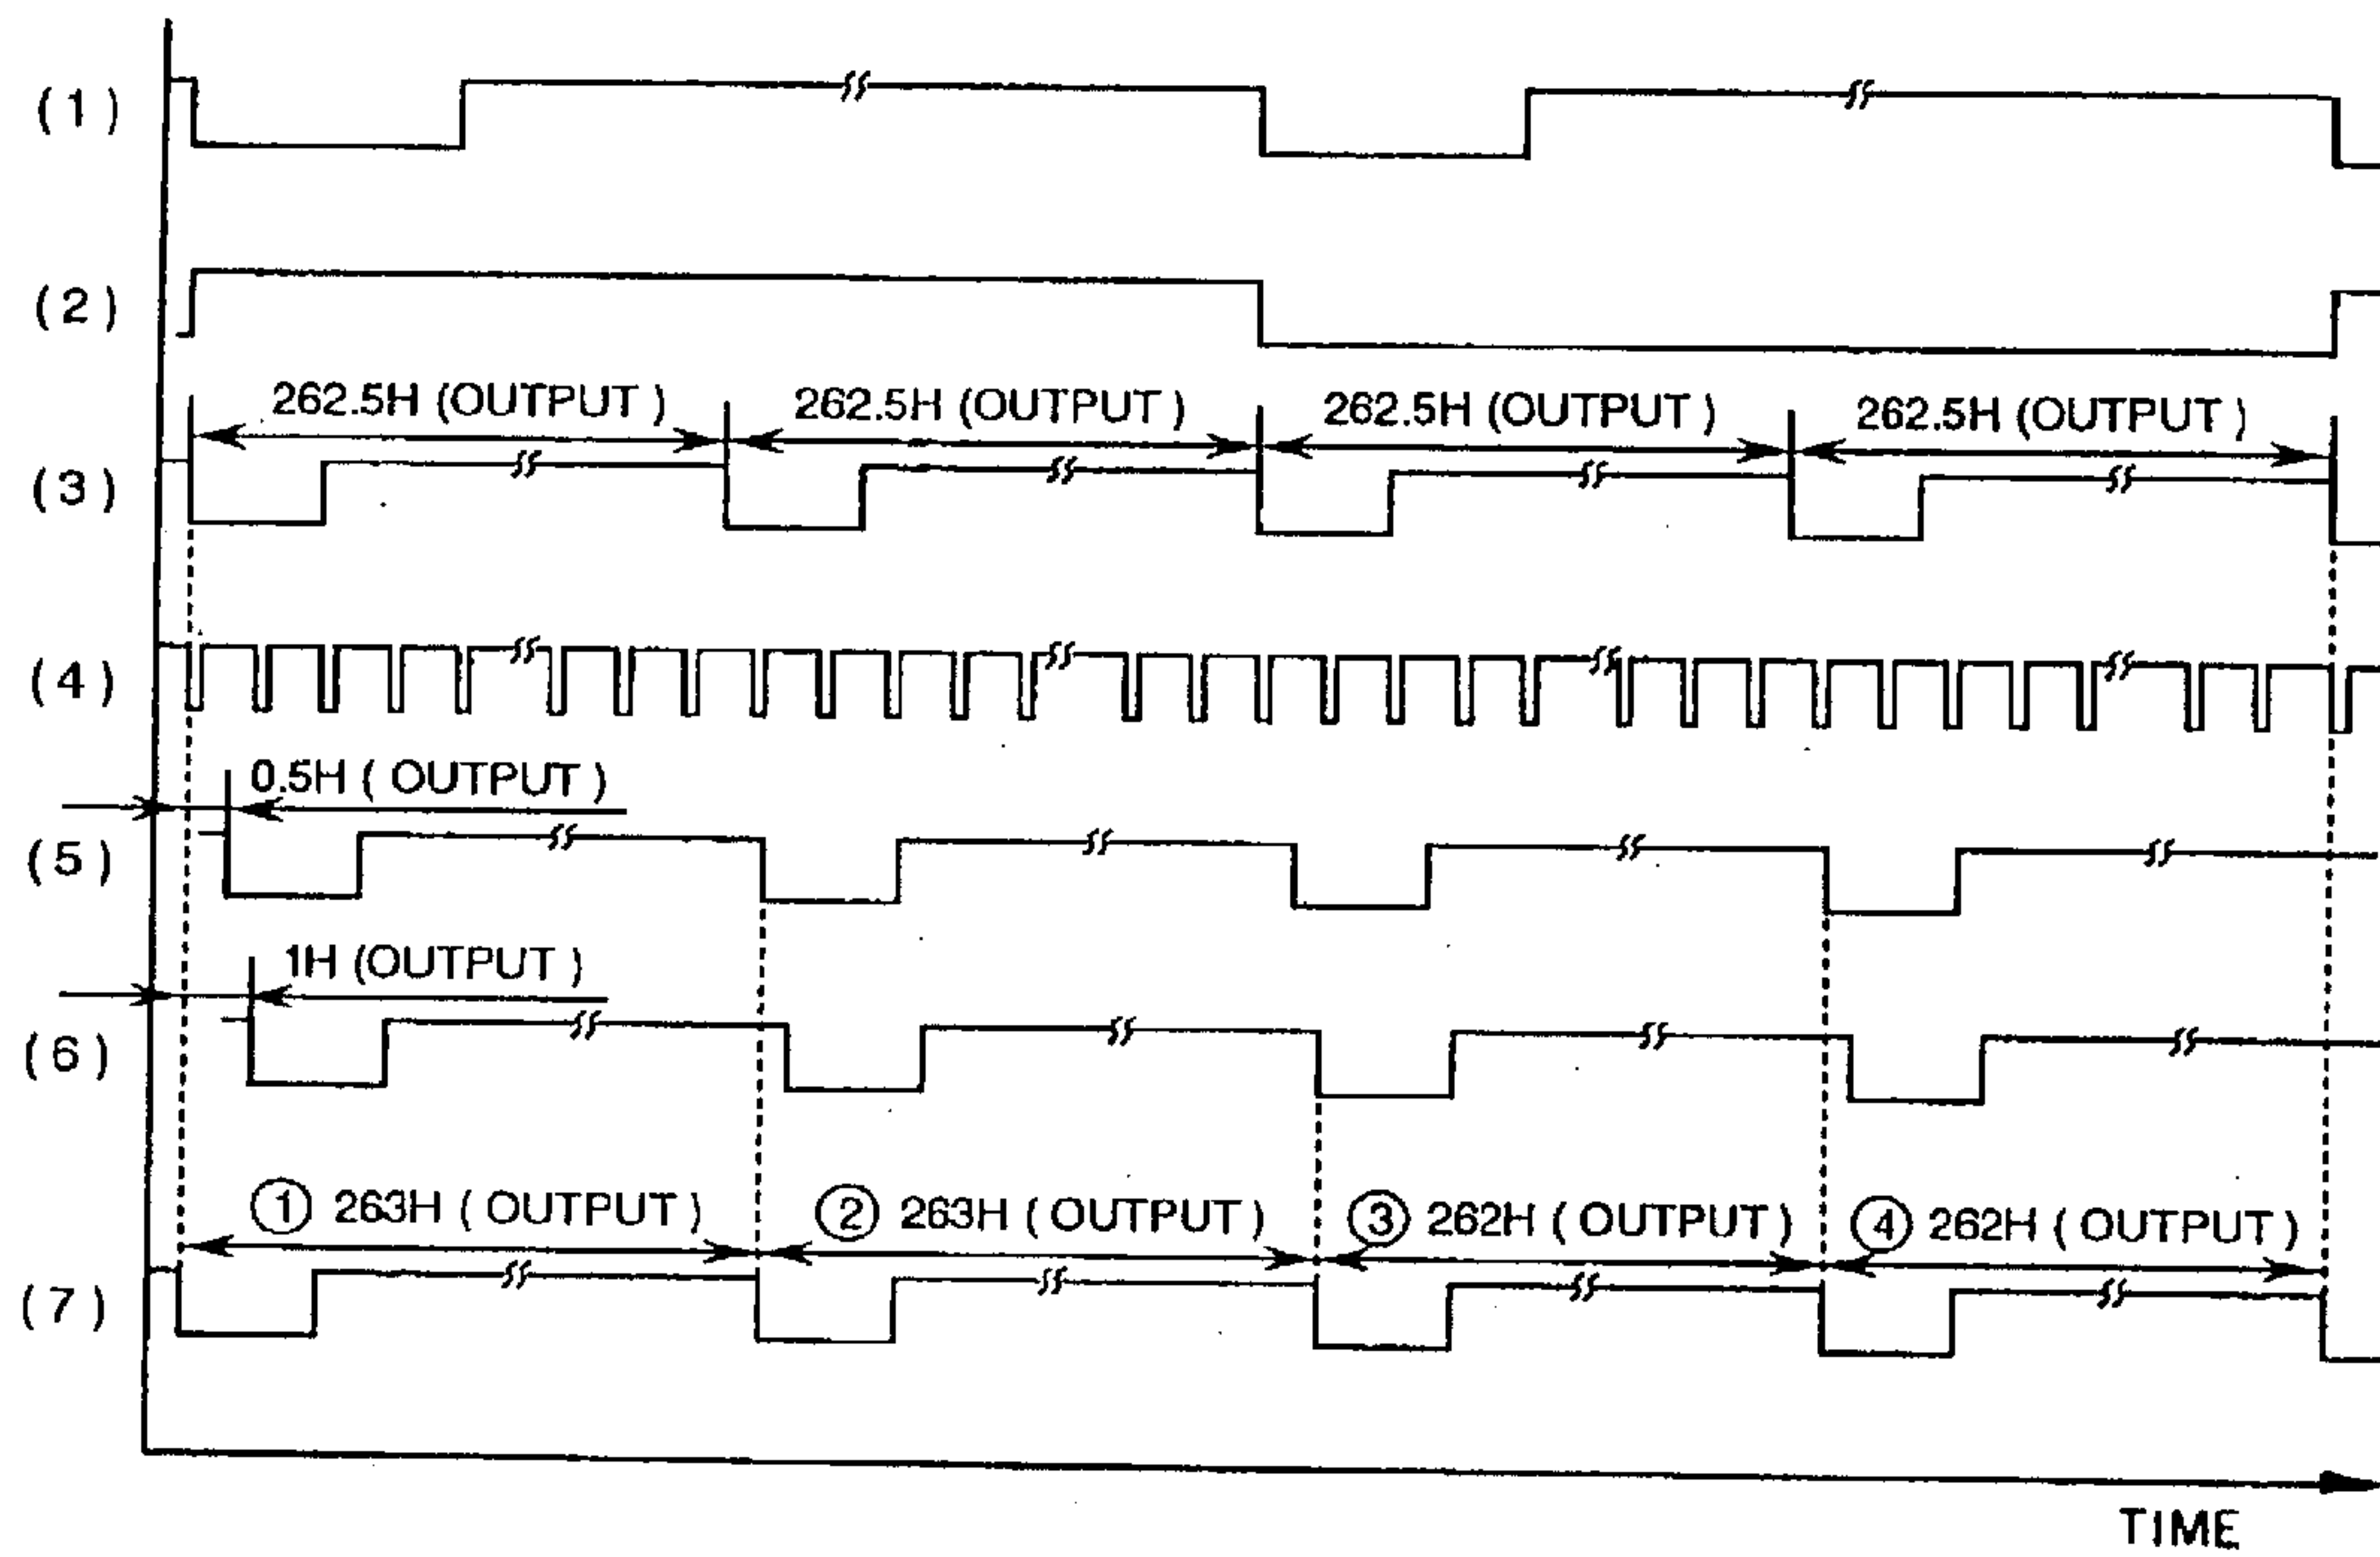 (1)
(2)
262.5H (OUTPUT) 262.5H (OUTPUT) 262.5H (OUTPUT) 262.5H (OUTPUT)
(3)
(4)
0.5H (OUTPUT)
(5)
1H (OUTPUT)
(6)
① 263H (OUTPUT) ② 263H (OUTPUT) ③ 262H (OUTPUT) ④ 262H (OUTPUT)
(7)
TIME